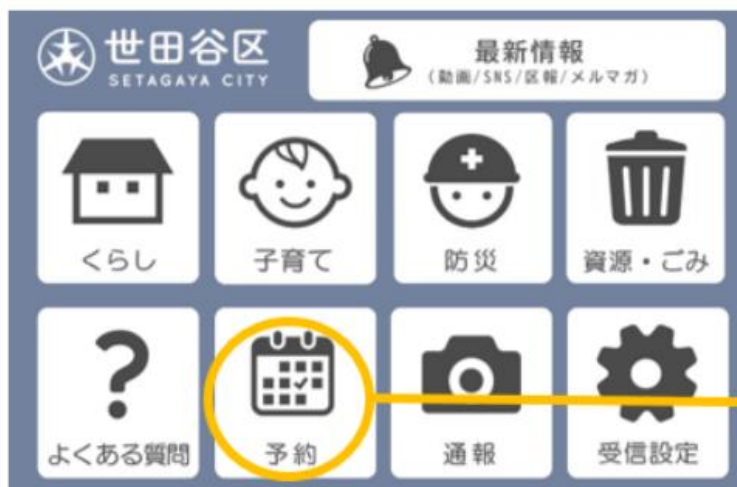 世田谷区
SETAGAYA CITY
最新情報
(動画/SNS/区報/メルマガ)
くらし
子育て
防災
資源・ごみ
よくある質問
予約
通報
受信設定